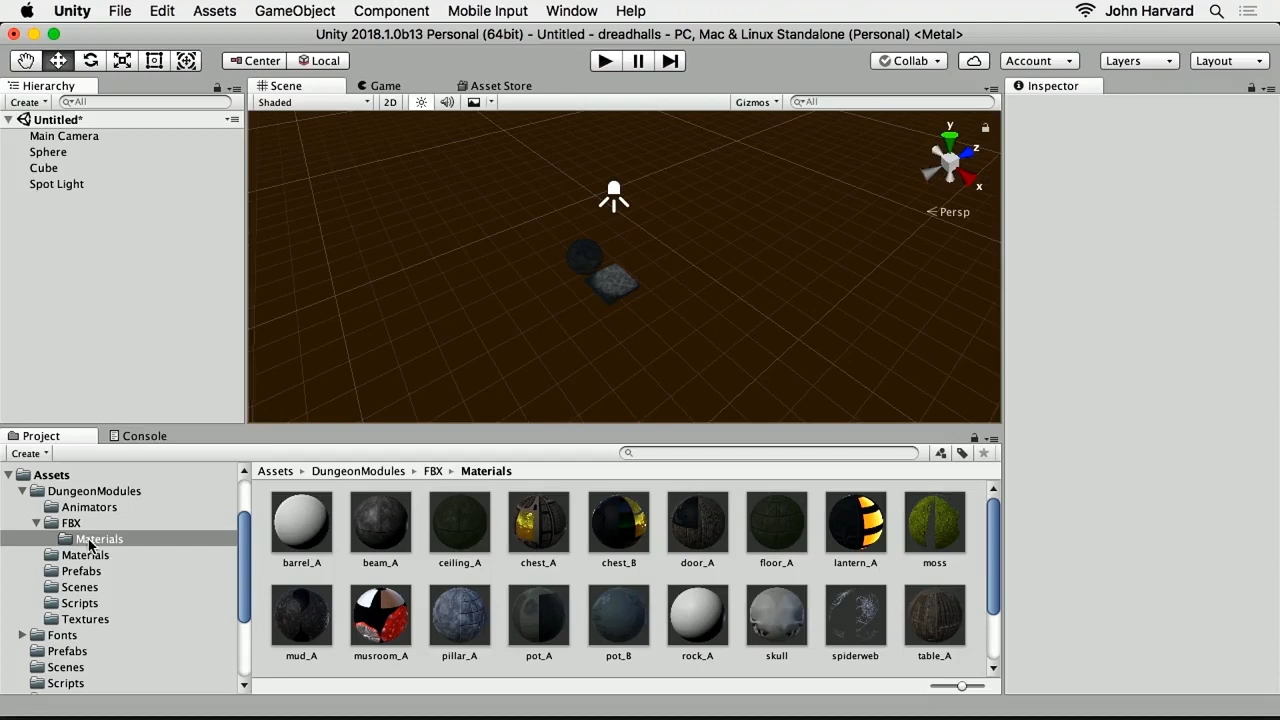 Unity File Edit Assets GameObject Component Mobile Input Window Help John Harvard
Unity 2018.1.0b13 Personal (64bit) - Untitled - dreadhalls - PC, Mac & Linux Standalone (Personal) <Metal>
Center Local Collab Account Layers Layout
Hierarchy Scene Game Asset Store Inspector
Create All Shaded 2D Gizmos All
Untitled*
Main Camera
Sphere
Cube
Spot Light
y
z
x
Persp
Project Console
Create
Assets
DungeonModules
Animators
FBX
Materials
Materials
Prefabs
Scenes
Scripts
Textures
Fonts
Prefabs
Scenes
Scripts
Assets DungeonModules FBX Materials
barrel_A beam_A ceiling_A chest_A chest_B door_A floor_A lantern_A moss
mud_A musroom_A pillar_A pot_A pot_B rock_A skull spiderweb table_A